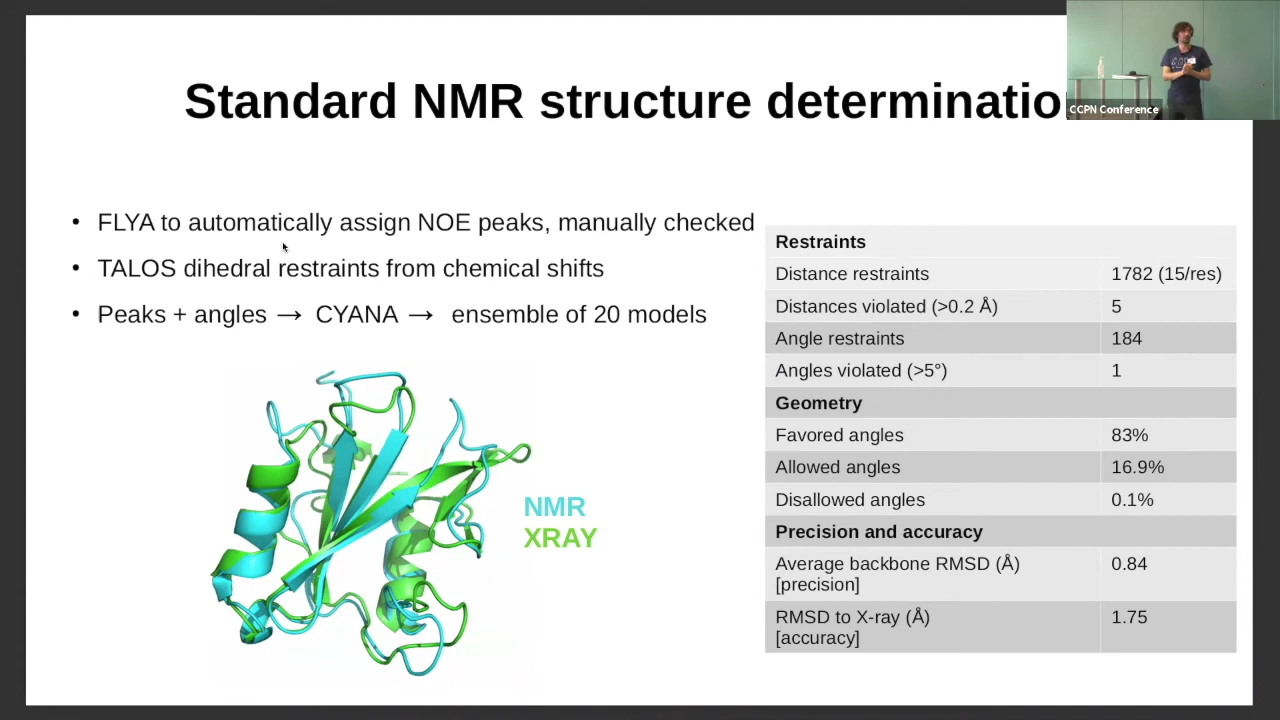 Standard NMR structure determinatio
CCPN Conference
• FLYA to automatically assign NOE peaks, manually checked
• TALOS dihedral restraints from chemical shifts
• Peaks + angles → CYANA → ensemble of 20 models
NMR
XRAY
Restraints
Distance restraints 1782 (15/res)
Distances violated (>0.2 Å) 5
Angle restraints 184
Angles violated (>5°) 1
Geometry
Favored angles 83%
Allowed angles 16.9%
Disallowed angles 0.1%
Precision and accuracy
Average backbone RMSD (Å) 0.84
[precision]
RMSD to X-ray (Å) 1.75
[accuracy]